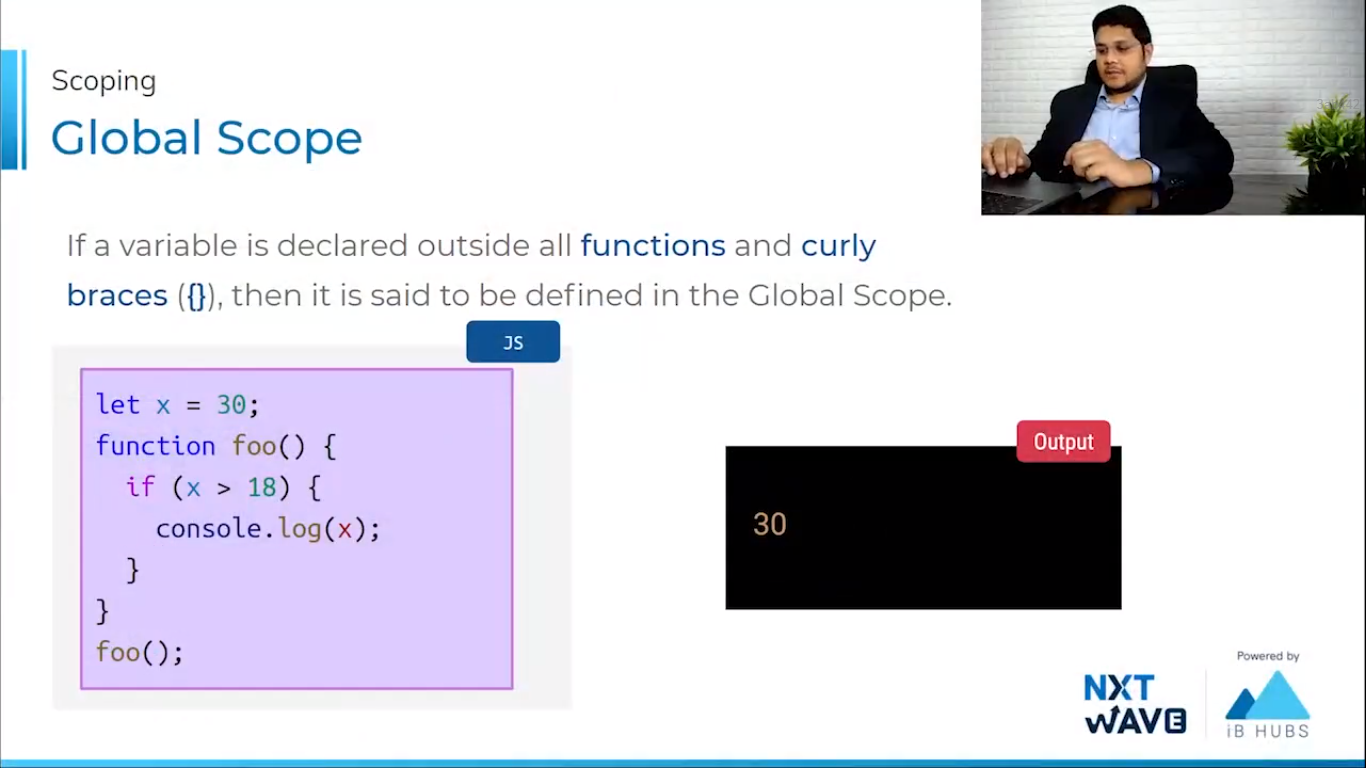 Scoping
Global Scope
If a variable is declared outside all functions and curly
braces ({}), then it is said to be defined in the Global Scope.
JS
let x = 30;
function foo() {
  if (x > 18) {
    console.log(x);
  }
}
foo();
Output
30
NXT
WAVE
Powered by
iB HUBS